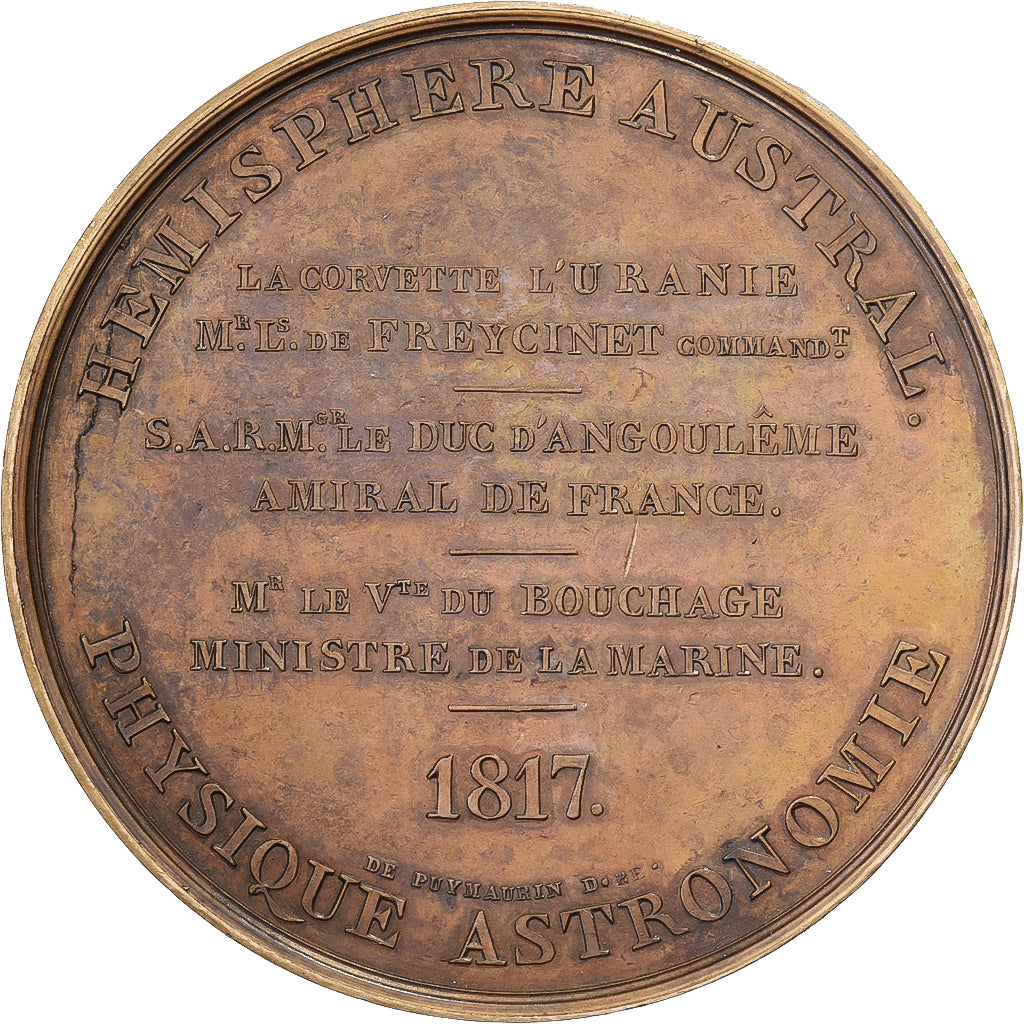 HEMISPHERE AUSTRAL.
LA CORVETTE L'URANIE
MR. LS. DE FREYCINET COMMANDT.
S.A.R.MGR. LE DUC D'ANGOULÊME
AMIRAL DE FRANCE.
MR LE VTE DU BOUCHAGE
MINISTRE DE LA MARINE.
1817.
DE PUYMAURIN D.
PHYSIQUE ASTRONOMIE